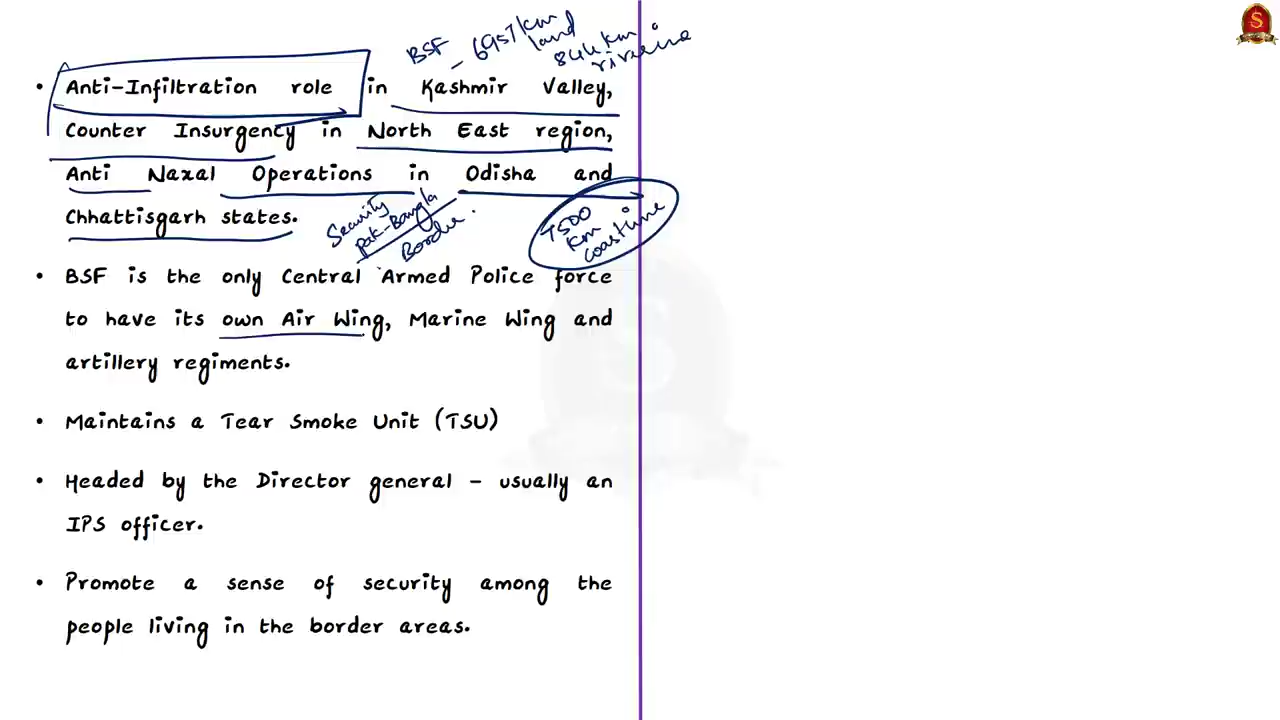 BSF - 6957 km
land
844 km
riverine
• Anti-Infiltration role in Kashmir Valley,
Counter Insurgency in North East region,
Anti Naxal Operations in Odisha and
Chhattisgarh states.
Security
Pak-Bangla
Border.
7500
km
coastline
• BSF is the only Central Armed Police force
to have its own Air Wing, Marine Wing and
artillery regiments.
• Maintains a Tear Smoke Unit (TSU)
• Headed by the Director general - usually an
IPS officer.
• Promote a sense of security among the
people living in the border areas.
S